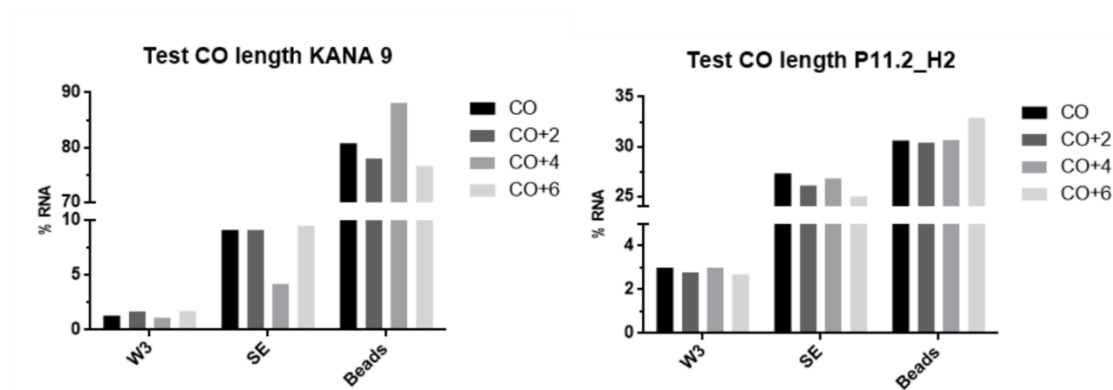 Test CO length KANA 9
90
80
70
10
5
0
% RNA
W3
SE
Beads
CO
CO+2
CO+4
CO+6
Test CO length P11.2_H2
35
30
25
4
2
0
% RNA
W3
SE
Beads
CO
CO+2
CO+4
CO+6